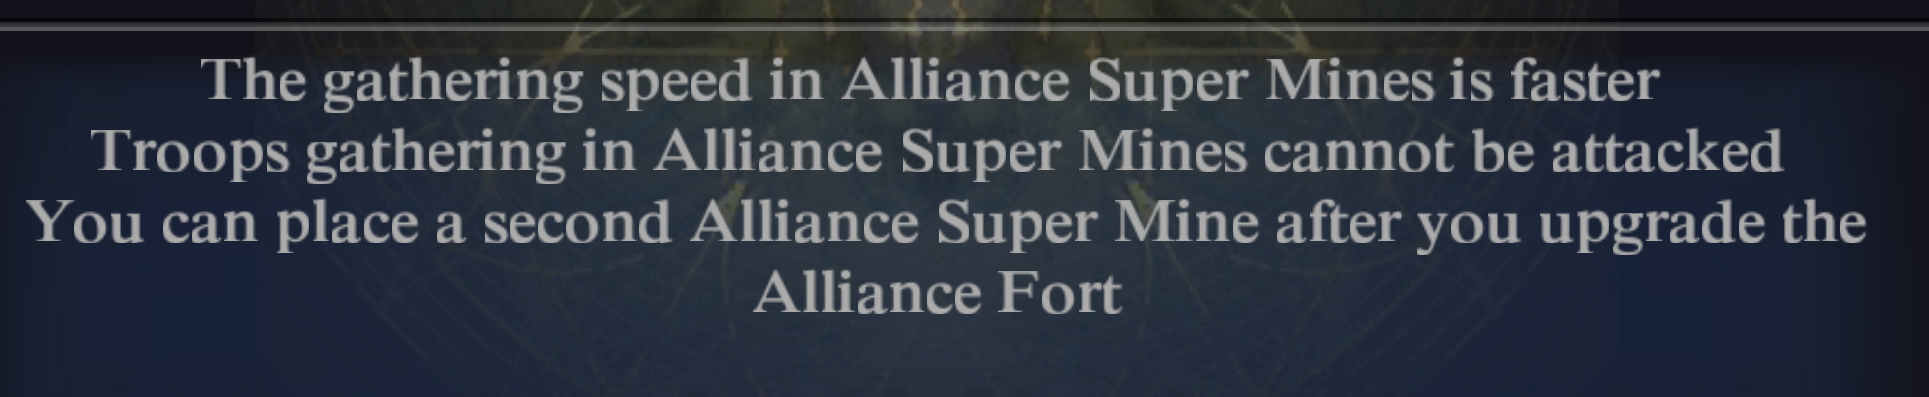 The gathering speed in Alliance Super Mines is faster
Troops gathering in Alliance Super Mines cannot be attacked
You can place a second Alliance Super Mine after you upgrade the
Alliance Fort